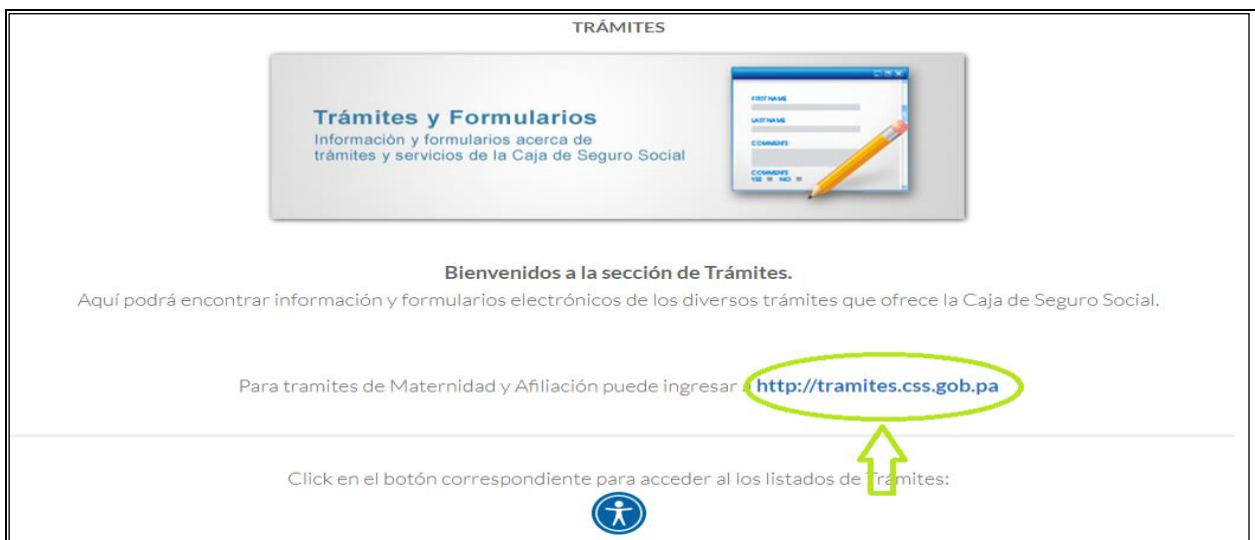 TRÁMITES
Trámites y Formularios
Información y formularios acerca de
trámites y servicios de la Caja de Seguro Social
FIRST NAME
LAST NAME
COMMENTS
COMMENTS
YES NO
Bienvenidos a la sección de Trámites.
Aquí podrá encontrar información y formularios electrónicos de los diversos trámites que ofrece la Caja de Seguro Social.
Para tramites de Maternidad y Afiliación puede ingresar a http://tramites.css.gob.pa
Click en el botón correspondiente para acceder al los listados de Trámites: